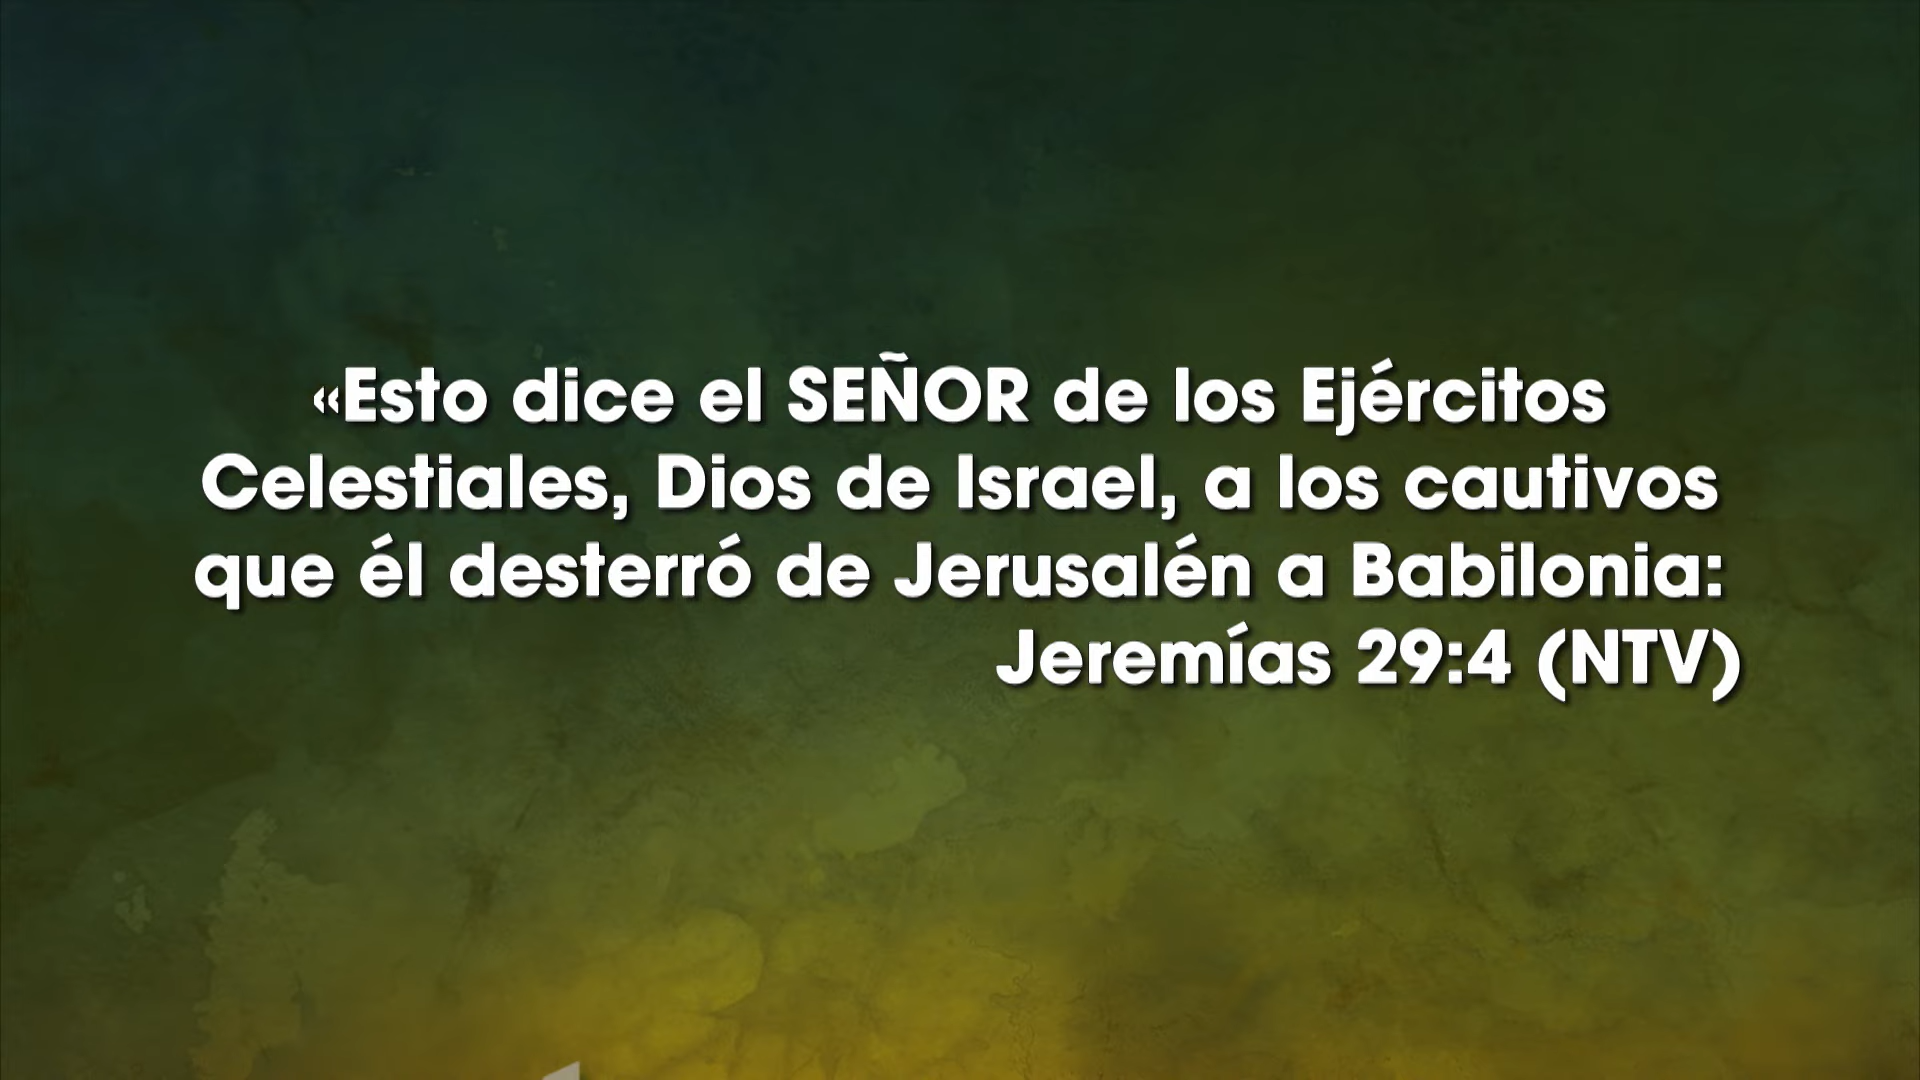 «Esto dice el SEÑOR de los Ejércitos
Celestiales, Dios de Israel, a los cautivos
que él desterró de Jerusalén a Babilonia:
Jeremías 29:4 (NTV)